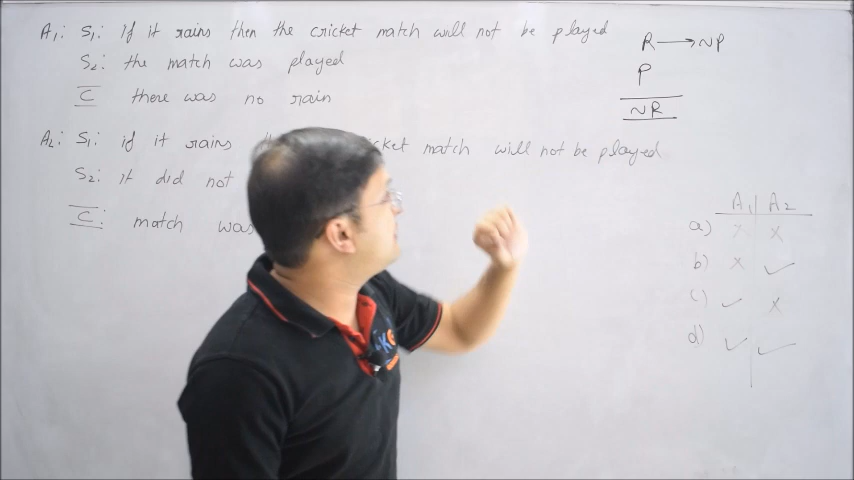 A1: S1: If it rains then the cricket match will not be played
S2: the match was played
C there was no rain
R → ~P
P
~R
A2: S1: if it rains cket match will not be played
S2: it did not
C: match was
A1 A2
a) x x
b) x ✓
c) ✓ x
d) ✓ ✓
K